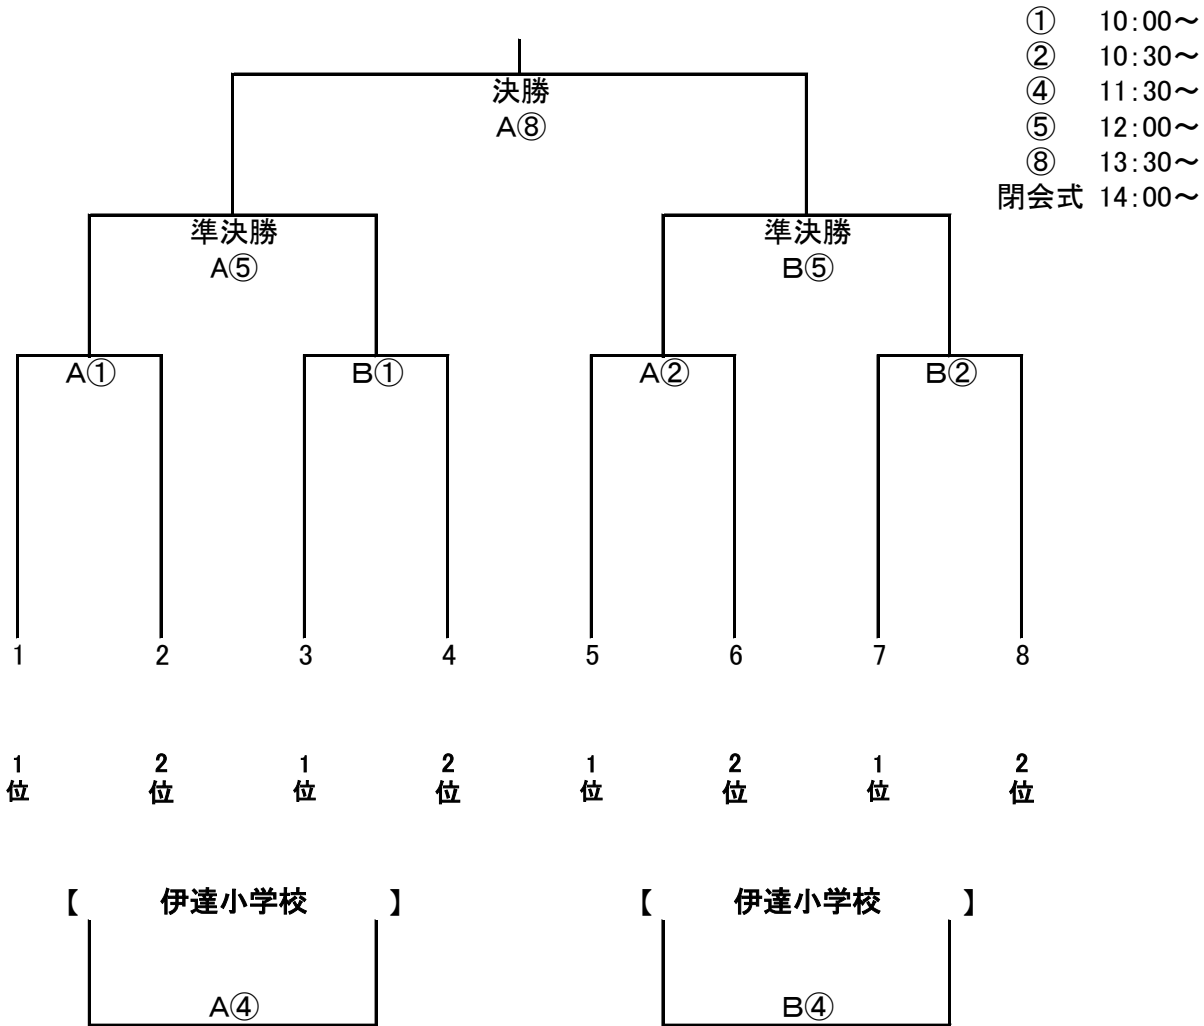 ① 10:00～
② 10:30～
④ 11:30～
⑤ 12:00～
⑧ 13:30～
閉会式 14:00～
決勝
A⑧
準決勝 準決勝
A⑤ B⑤
A① B① A② B②
1 2 3 4 5 6 7 8
1位 2位 1位 2位 1位 2位 1位 2位
【 伊達小学校 】 【 伊達小学校 】
A④ B④